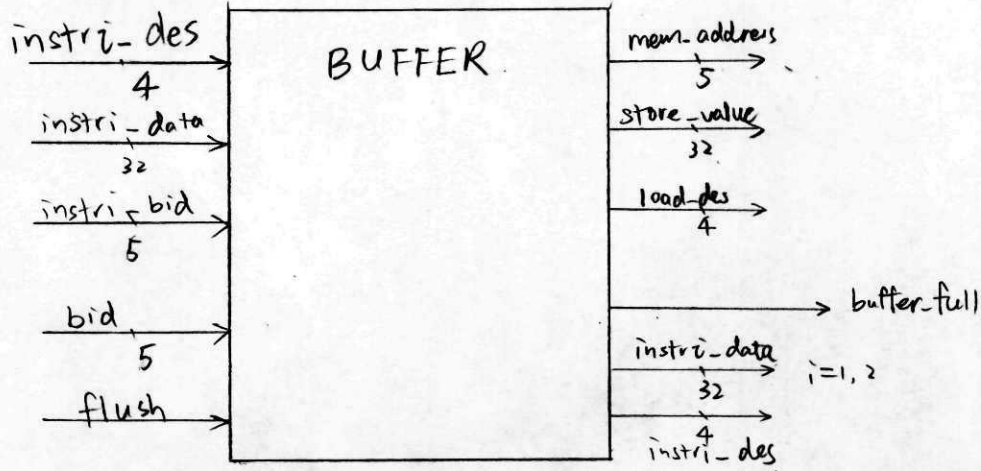 instri_des
4
instri_data
32
instri_bid
5
bid
5
flush
BUFFER
mem_address
5
store_value
32
load_des
4
buffer_full
instri_data
32
i=1,2
4
instri_des